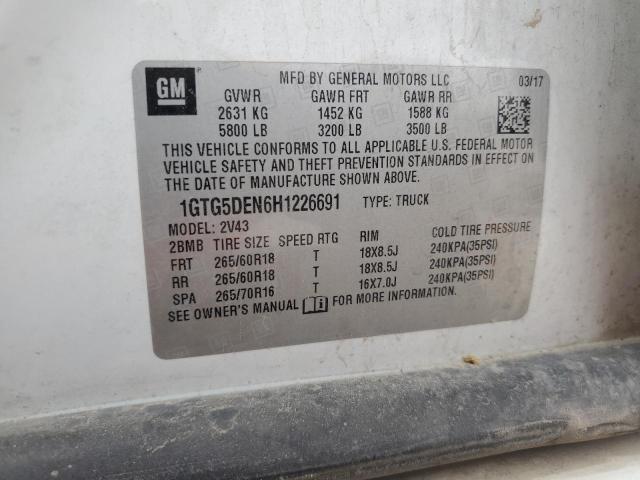 GM
MFD BY GENERAL MOTORS LLC 03/17
GVWR GAWR FRT GAWR RR
2631 KG 1452 KG 1588 KG
5800 LB 3200 LB 3500 LB
THIS VEHICLE CONFORMS TO ALL APPLICABLE U.S. FEDERAL MOTOR
VEHICLE SAFETY AND THEFT PREVENTION STANDARDS IN EFFECT ON
THE DATE OF MANUFACTURE SHOWN ABOVE.
1GTG5DEN6H1226691 TYPE: TRUCK
MODEL: 2V43
2BMB TIRE SIZE SPEED RTG RIM COLD TIRE PRESSURE
FRT 265/60R18 T 18X8.5J 240KPA(35PSI)
RR 265/60R18 T 18X8.5J 240KPA(35PSI)
SPA 265/70R16 T 16X7.0J 240KPA(35PSI)
SEE OWNER'S MANUAL FOR MORE INFORMATION.